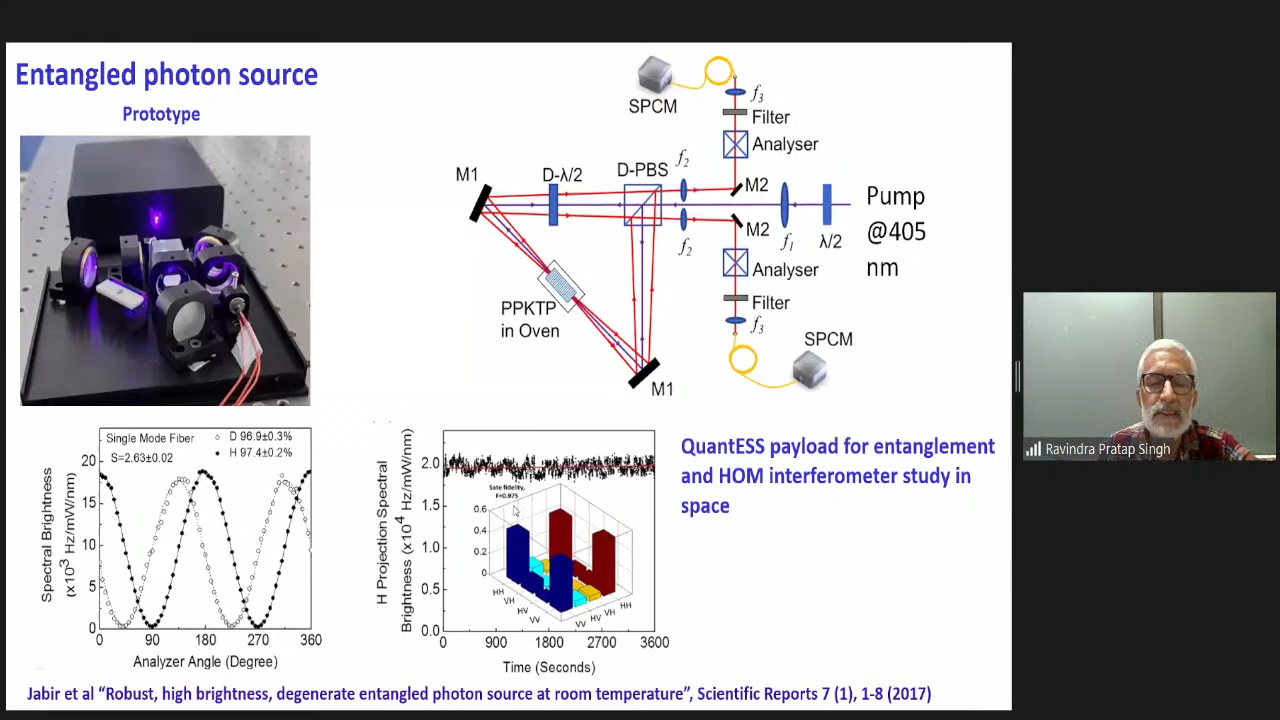 Entangled photon source
Prototype
SPCM
f3
Filter
Analyser
M1
D-λ/2
D-PBS
f2
M2
Pump
@405
nm
M2
f2
f1
λ/2
Analyser
PPKTP
in Oven
Filter
f3
SPCM
M1
Single Mode Fiber
S=2.63±0.02
D 96.9±0.3%
H 97.4±0.2%
Spectral Brightness
(x10³ Hz/mW/nm)
20
15
10
5
0
0 90 180 270 360
Analyzer Angle (Degree)
H Projection Spectral
Brightness (x10⁴ Hz/mW/nm)
2.0
1.5
1.0
0.5
0.0
Sate fidelity,
F=0.975
0.6
0.4
0.2
0
HH
VH
HV
VV
VV
HV
VH
HH
0 900 1800 2700 3600
Time (Seconds)
QuantESS payload for entanglement
and HOM interferometer study in
space
Ravindra Pratap Singh
Jabir et al “Robust, high brightness, degenerate entangled photon source at room temperature”, Scientific Reports 7 (1), 1-8 (2017)